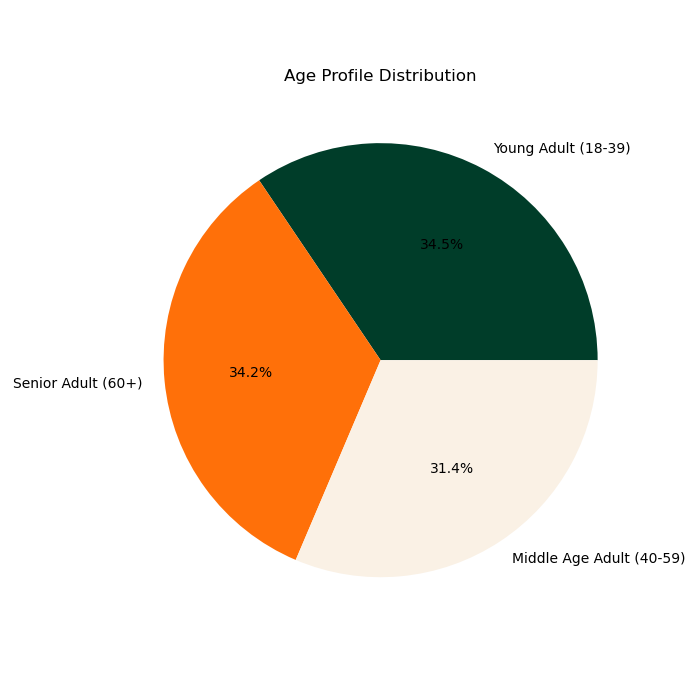 Age Profile Distribution
Young Adult (18-39)
34.5%
34.2%
Senior Adult (60+)
31.4%
Middle Age Adult (40-59)